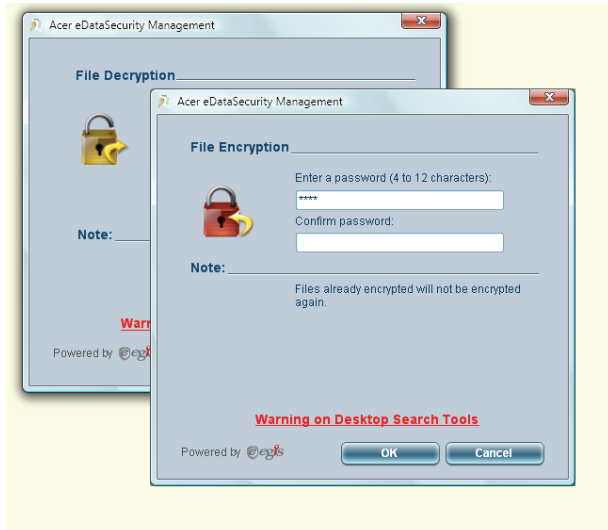 Acer eDataSecurity Management
x
File Decryption
Note:
Warr
Powered by egi
Acer eDataSecurity Management
x
File Encryption
Enter a password (4 to 12 characters):
****
Confirm password:
Note:
Files already encrypted will not be encrypted
again.
Warning on Desktop Search Tools
Powered by egis
OK
Cancel